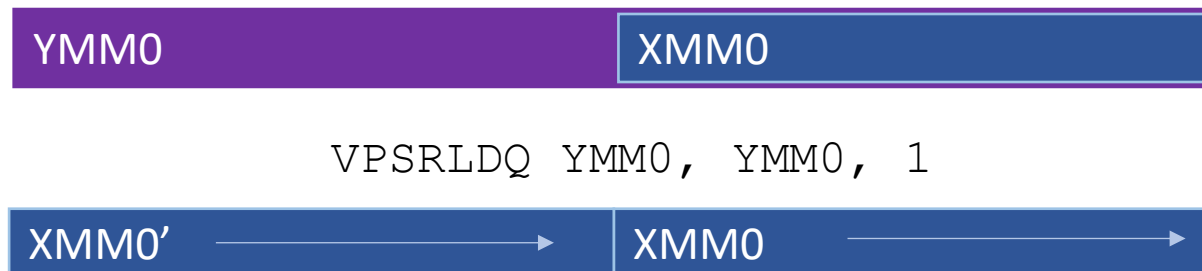 YMM0 XMM0
VPSRLDQ YMM0, YMM0, 1
XMM0’ XMM0